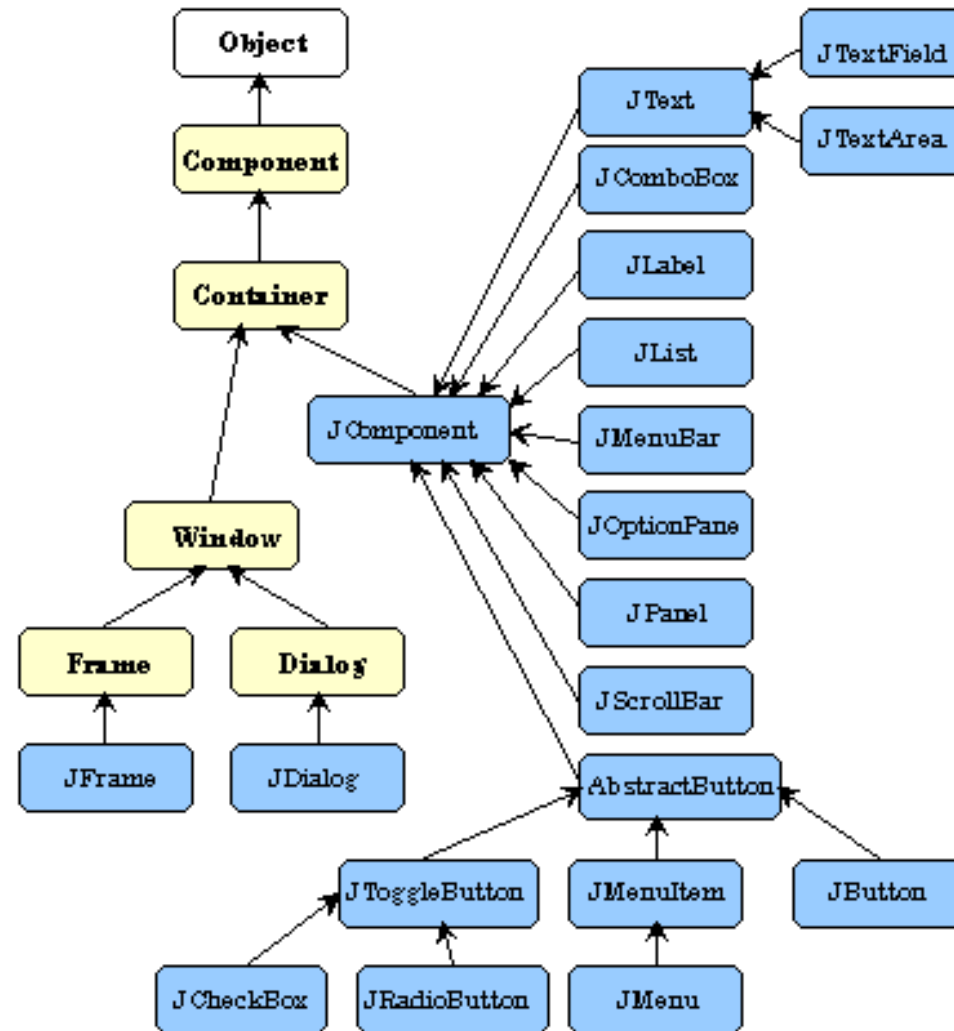 Object
JTextField
JText
Component
JTextArea
JComboBox
JLabel
Container
JList
JComponent
JMenuBar
JOptionPane
Window
JPanel
Frame
Dialog
JScrollBar
JFrame
JDialog
AbstractButton
JToggleButton
JMenuItem
JButton
JCheckBox
JRadioButton
JMenu